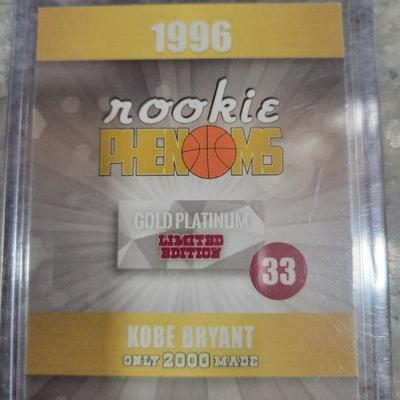 1996
rookie
PHENOMS
GOLD PLATINUM
LIMITED
EDITION
33
KOBE BRYANT
ONLY 2000 MADE